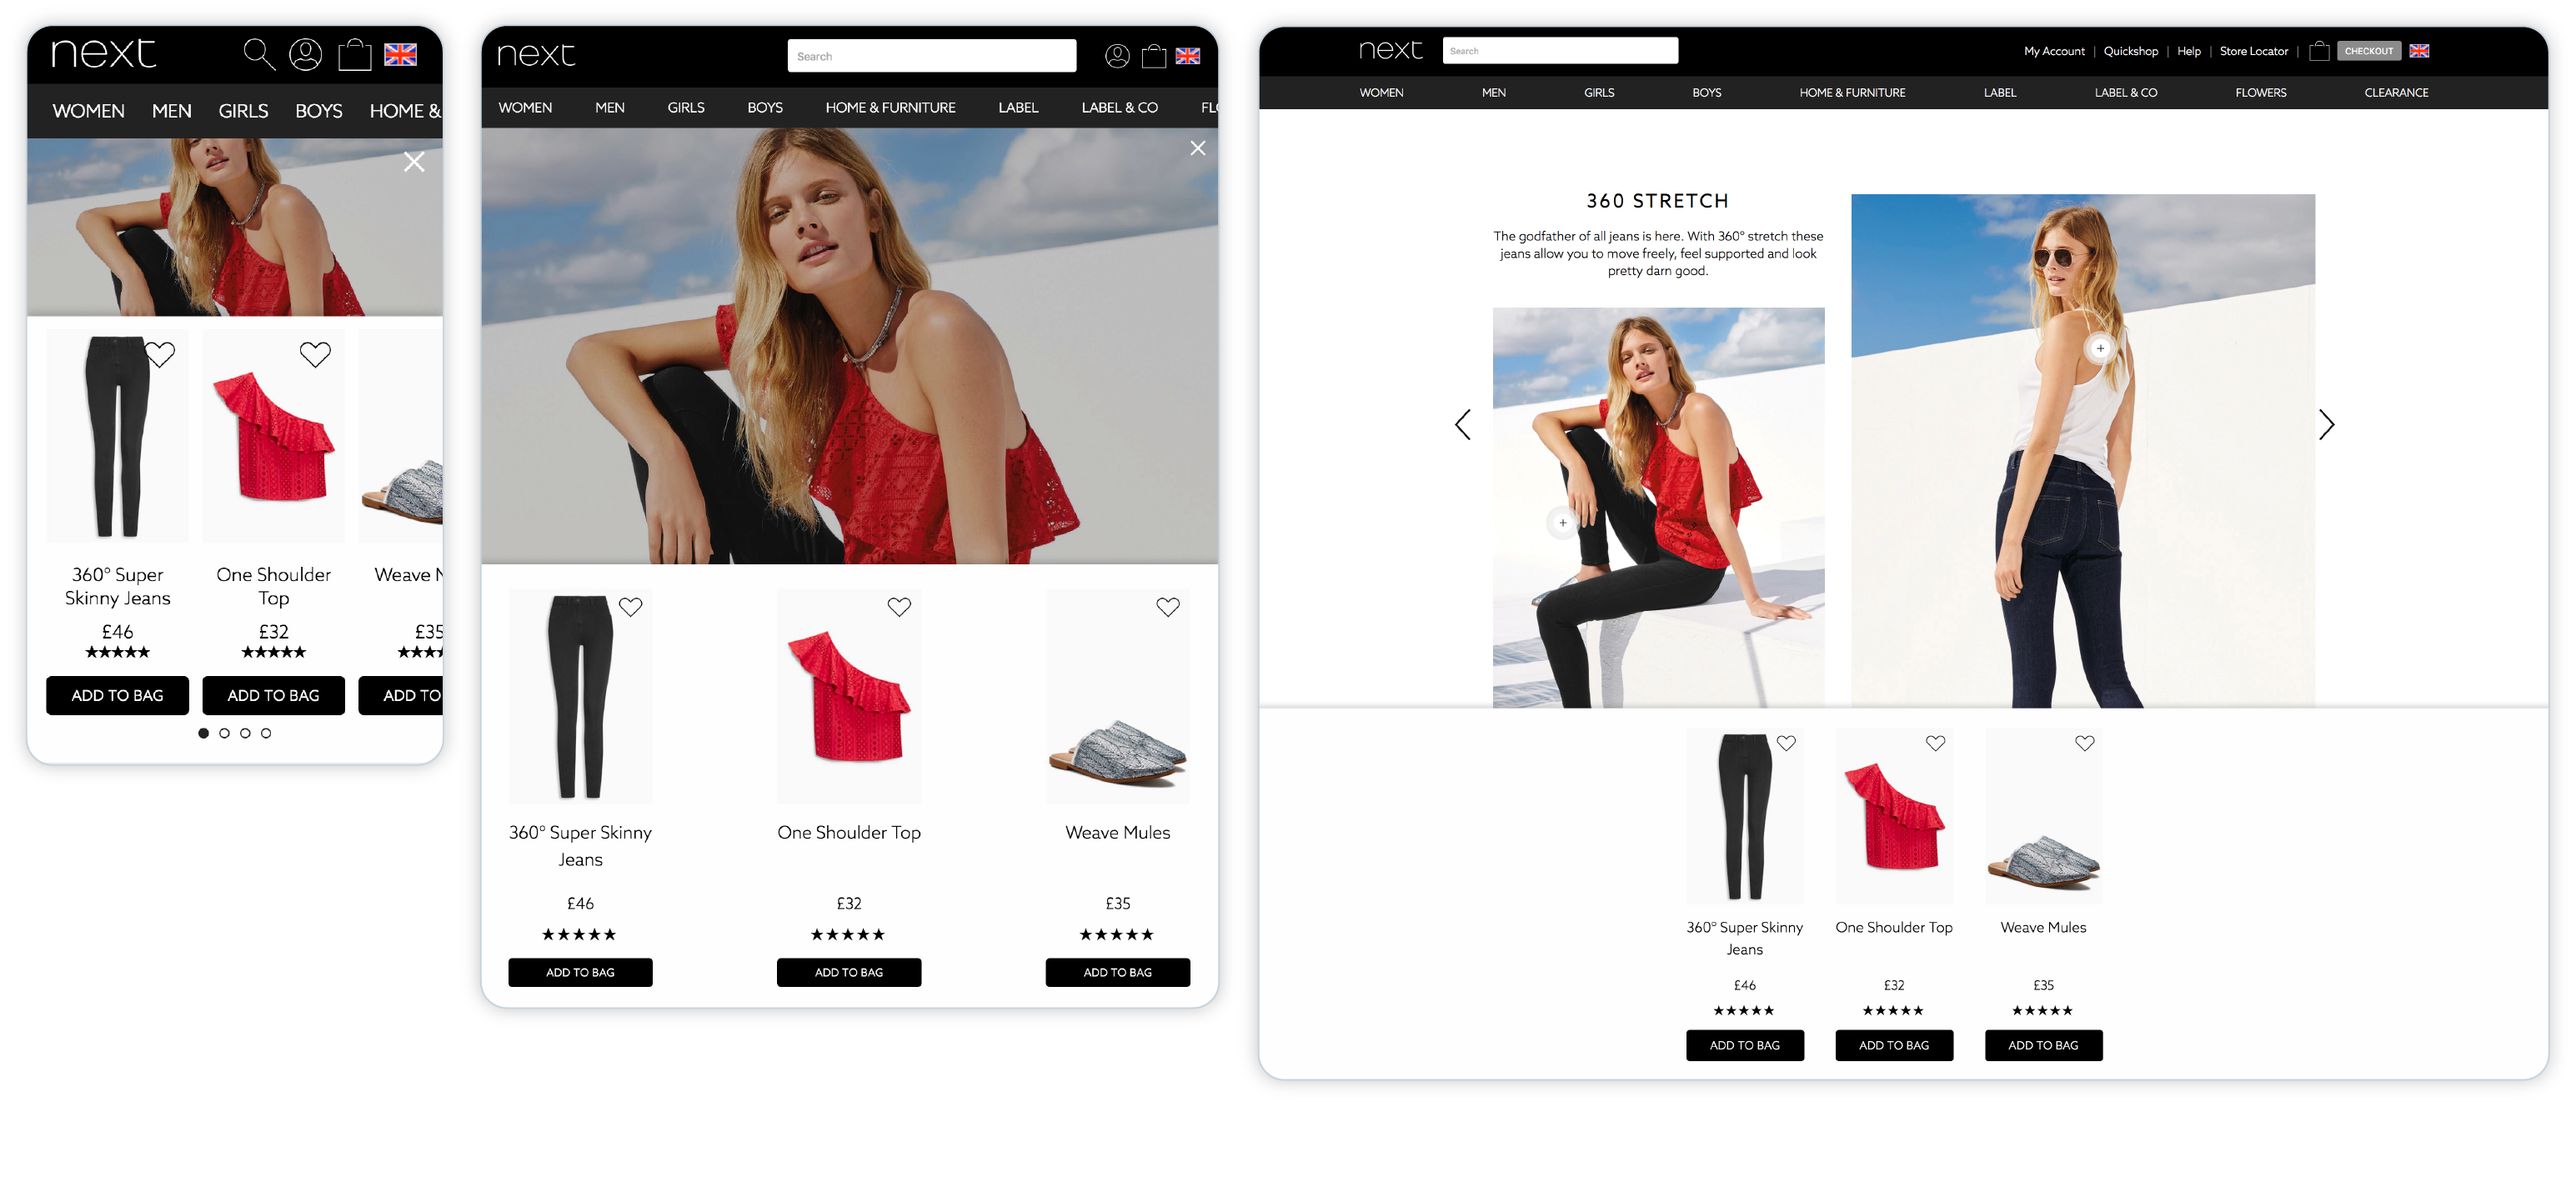 next
WOMEN MEN GIRLS BOYS HOME &
360° Super
Skinny Jeans
£46
★★★★★
ADD TO BAG
One Shoulder
Top
£32
★★★★★
ADD TO BAG
Weave
£35
ADD TO
next Search
WOMEN MEN GIRLS BOYS HOME & FURNITURE LABEL LABEL & CO FLO
360° Super Skinny
Jeans
£46
★★★★★
ADD TO BAG
One Shoulder Top
£32
★★★★★
ADD TO BAG
Weave Mules
£35
★★★★★
ADD TO BAG
next Search My Account | Quickshop | Help | Store Locator | CHECKOUT
WOMEN MEN GIRLS BOYS HOME & FURNITURE LABEL LABEL & CO FLOWERS CLEARANCE
360 STRETCH
The godfather of all jeans is here. With 360° stretch these
jeans allow you to move freely, feel supported and look
pretty darn good.
360° Super Skinny
Jeans
£46
★★★★★
ADD TO BAG
One Shoulder Top
£32
★★★★★
ADD TO BAG
Weave Mules
£35
★★★★★
ADD TO BAG